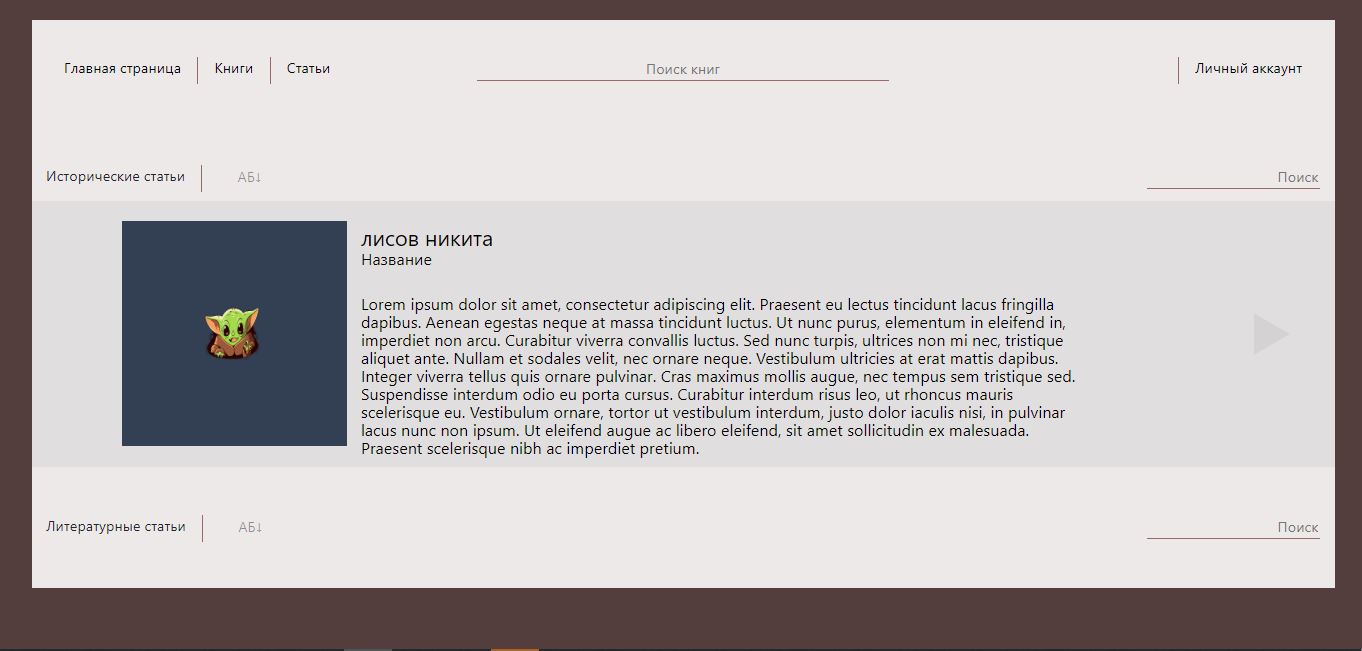 Главная страница Книги Статьи Поиск книг Личный аккаунт
Исторические статьи АБ↓ Поиск
лисов никита
Название
Lorem ipsum dolor sit amet, consectetur adipiscing elit. Praesent eu lectus tincidunt lacus fringilla
dapibus. Aenean egestas neque at massa tincidunt luctus. Ut nunc purus, elementum in eleifend in,
imperdiet non arcu. Curabitur viverra convallis luctus. Sed nunc turpis, ultrices non mi nec, tristique
aliquet ante. Nullam et sodales velit, nec ornare neque. Vestibulum ultricies at erat mattis dapibus.
Integer viverra tellus quis ornare pulvinar. Cras maximus mollis augue, nec tempus sem tristique sed.
Suspendisse interdum odio eu porta cursus. Curabitur interdum risus leo, ut rhoncus mauris
scelerisque eu. Vestibulum ornare, tortor ut vestibulum interdum, justo dolor iaculis nisi, in pulvinar
lacus nunc non ipsum. Ut eleifend augue ac libero eleifend, sit amet sollicitudin ex malesuada.
Praesent scelerisque nibh ac imperdiet pretium.
Литературные статьи АБ↓ Поиск